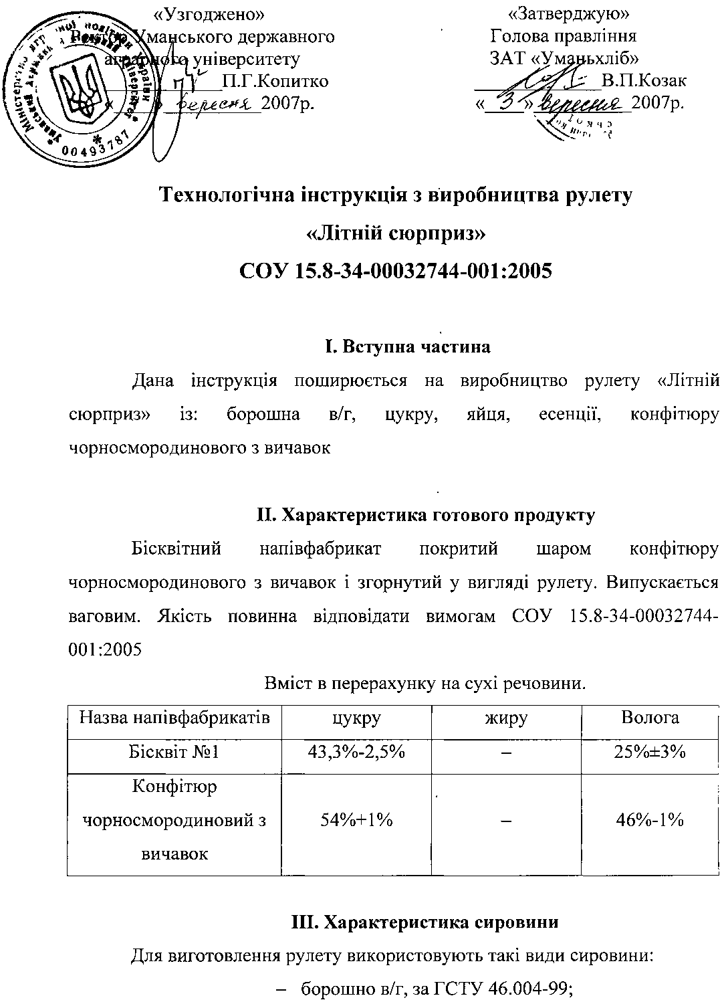 «Узгоджено»
Ректор Уманського державного
аграрного університету
П.Г.Копитко
« » вересня 2007р.
«Затверджую»
Голова правління
ЗАТ «Уманьхліб»
В.П.Козак
« 3 » вересня 2007р.
00493787
Технологічна інструкція з виробництва рулету
«Літній сюрприз»
СОУ 15.8-34-00032744-001:2005
І. Вступна частина
Дана інструкція поширюється на виробництво рулету «Літній
сюрприз» із: борошна в/г, цукру, яйця, есенції, конфітюру
чорносмородинового з вичавок
ІІ. Характеристика готового продукту
Бісквітний напівфабрикат покритий шаром конфітюру
чорносмородинового з вичавок і згорнутий у вигляді рулету. Випускається
ваговим. Якість повинна відповідати вимогам СОУ 15.8-34-00032744-
001:2005
Вміст в перерахунку на сухі речовини.
Назва напівфабрикатів цукру жиру Волога
Бісквіт №1 43,3%-2,5% – 25%±3%
Конфітюр
чорносмородиновий з 54%+1% – 46%-1%
вичавок
ІІІ. Характеристика сировини
Для виготовлення рулету використовують такі види сировини:
– борошно в/г, за ГСТУ 46.004-99;